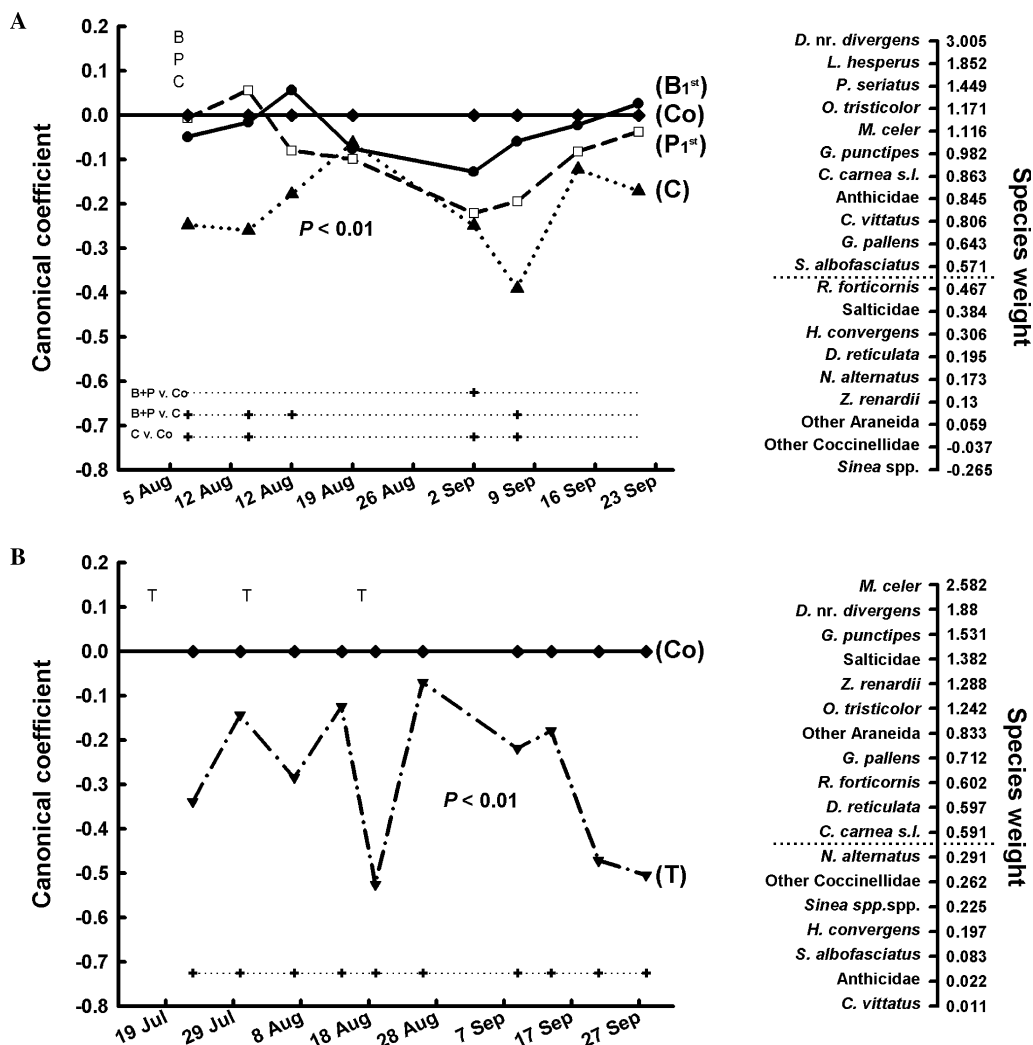 A
Canonical coefficient
0.2
0.1
0.0
-0.1
-0.2
-0.3
-0.4
-0.5
-0.6
-0.7
-0.8
B
P
C
(B1st)
(Co)
(P1st)
(C)
P < 0.01
B+P v. Co
B+P v. C
C v. Co
5 Aug
12 Aug
12 Aug
19 Aug
26 Aug
2 Sep
9 Sep
16 Sep
23 Sep
D. nr. divergens 3.005
L. hesperus 1.852
P. seriatus 1.449
O. tristicolor 1.171
M. celer 1.116
G. punctipes 0.982
C. carnea s.l. 0.863
Anthicidae 0.845
C. vittatus 0.806
G. pallens 0.643
S. albofasciatus 0.571
R. forticornis 0.467
Salticidae 0.384
H. convergens 0.306
D. reticulata 0.195
N. alternatus 0.173
Z. renardii 0.13
Other Araneida 0.059
Other Coccinellidae -0.037
Sinea spp. -0.265
Species weight
B
Canonical coefficient
0.2
0.1
0.0
-0.1
-0.2
-0.3
-0.4
-0.5
-0.6
-0.7
-0.8
T T T
(Co)
P < 0.01
(T)
19 Jul
29 Jul
8 Aug
18 Aug
28 Aug
7 Sep
17 Sep
27 Sep
M. celer 2.582
D. nr. divergens 1.88
G. punctipes 1.531
Salticidae 1.382
Z. renardii 1.288
O. tristicolor 1.242
Other Araneida 0.833
G. pallens 0.712
R. forticornis 0.602
D. reticulata 0.597
C. carnea s.l. 0.591
N. alternatus 0.291
Other Coccinellidae 0.262
Sinea spp.spp. 0.225
H. convergens 0.197
S. albofasciatus 0.083
Anthicidae 0.022
C. vittatus 0.011
Species weight